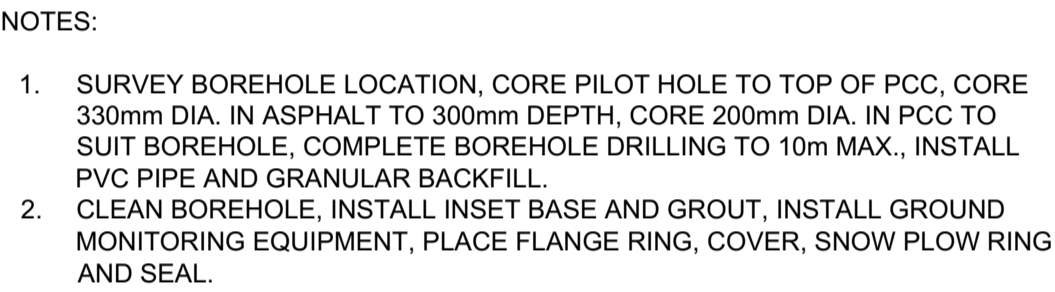 NOTES:
1. SURVEY BOREHOLE LOCATION, CORE PILOT HOLE TO TOP OF PCC, CORE
330mm DIA. IN ASPHALT TO 300mm DEPTH, CORE 200mm DIA. IN PCC TO
SUIT BOREHOLE, COMPLETE BOREHOLE DRILLING TO 10m MAX., INSTALL
PVC PIPE AND GRANULAR BACKFILL.
2. CLEAN BOREHOLE, INSTALL INSET BASE AND GROUT, INSTALL GROUND
MONITORING EQUIPMENT, PLACE FLANGE RING, COVER, SNOW PLOW RING
AND SEAL.